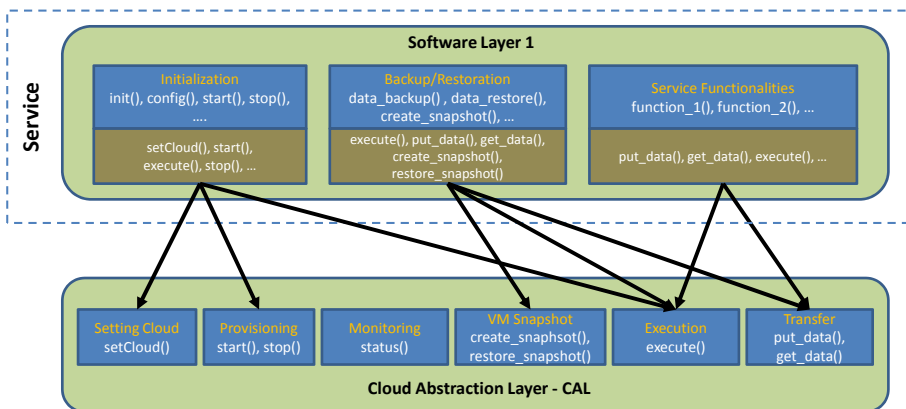 Service
Software Layer 1
Initialization
init(), config(), start(), stop(),
....
setCloud(), start(),
execute(), stop(), ...
Backup/Restoration
data_backup() , data_restore(),
create_snapshot(), ...
execute(), put_data(), get_data(),
create_snapshot(),
restore_snapshot()
Service Functionalities
function_1(), function_2(), ...
put_data(), get_data(), execute(), ...
Setting Cloud
setCloud()
Provisioning
start(), stop()
Monitoring
status()
VM Snapshot
create_snaphsot(),
restore_snapshot()
Execution
execute()
Transfer
put_data(),
get_data()
Cloud Abstraction Layer - CAL